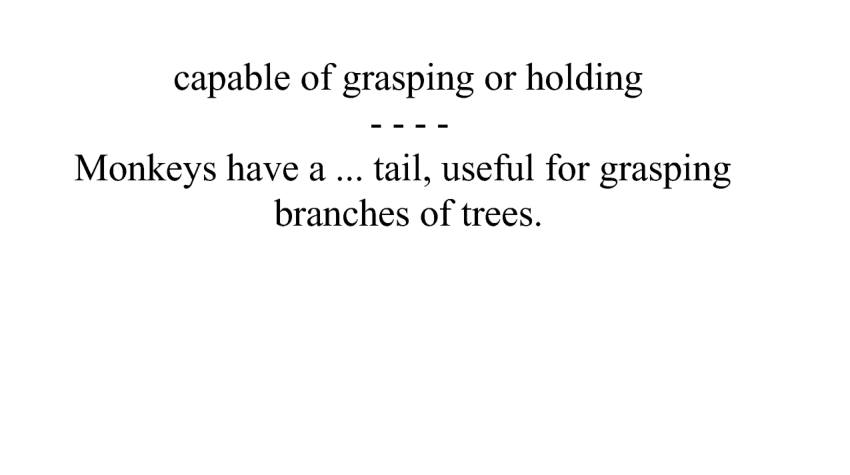 capable of grasping or holding
- - - -
Monkeys have a ... tail, useful for grasping
branches of trees.